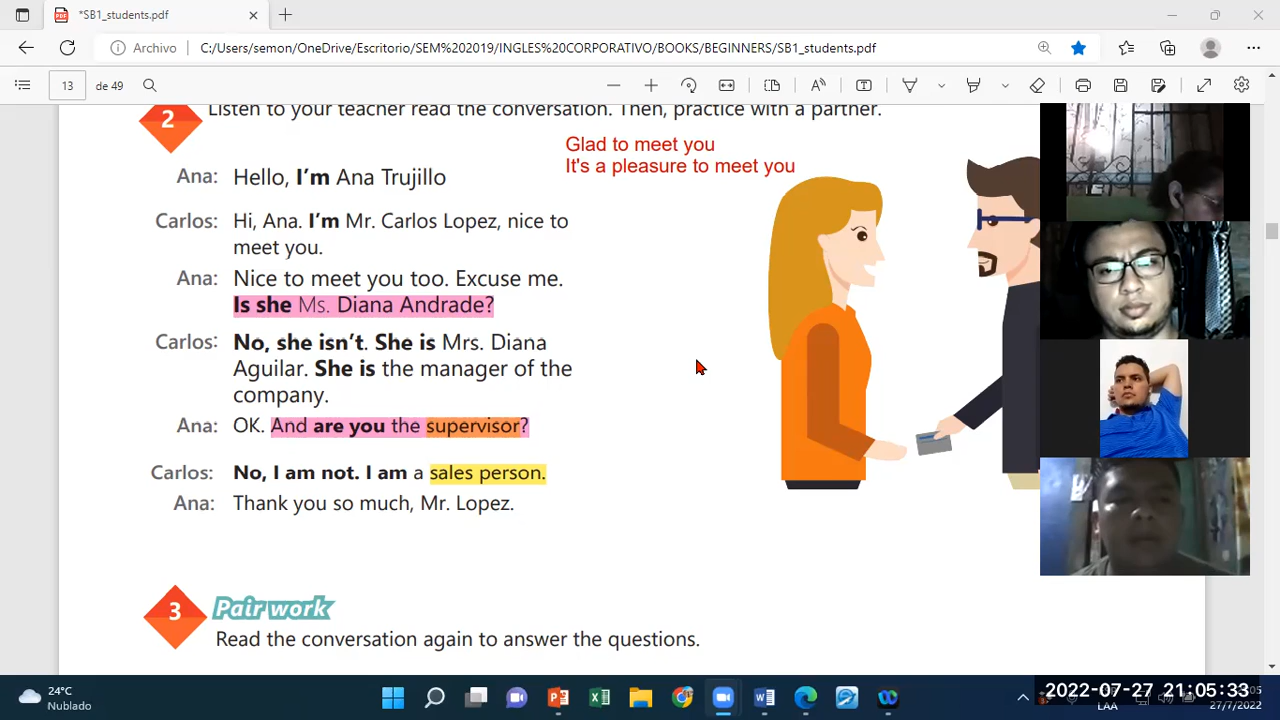 *SB1_students.pdf
Archivo C:/Users/semon/OneDrive/Escritorio/SEM%202019/INGLES%20CORPORATIVO/BOOKS/BEGINNERS/SB1_students.pdf
13 de 49
2 Listen to your teacher read the conversation. Then, practice with a partner.
Glad to meet you
It's a pleasure to meet you
Ana: Hello, I'm Ana Trujillo
Carlos: Hi, Ana. I'm Mr. Carlos Lopez, nice to
meet you.
Ana: Nice to meet you too. Excuse me.
Is she Ms. Diana Andrade?
Carlos: No, she isn't. She is Mrs. Diana
Aguilar. She is the manager of the
company.
Ana: OK. And are you the supervisor?
Carlos: No, I am not. I am a sales person.
Ana: Thank you so much, Mr. Lopez.
3 Pair work
Read the conversation again to answer the questions.
24°C
Nublado
2022-07-27 21:05:33
LAA
27/7/2022